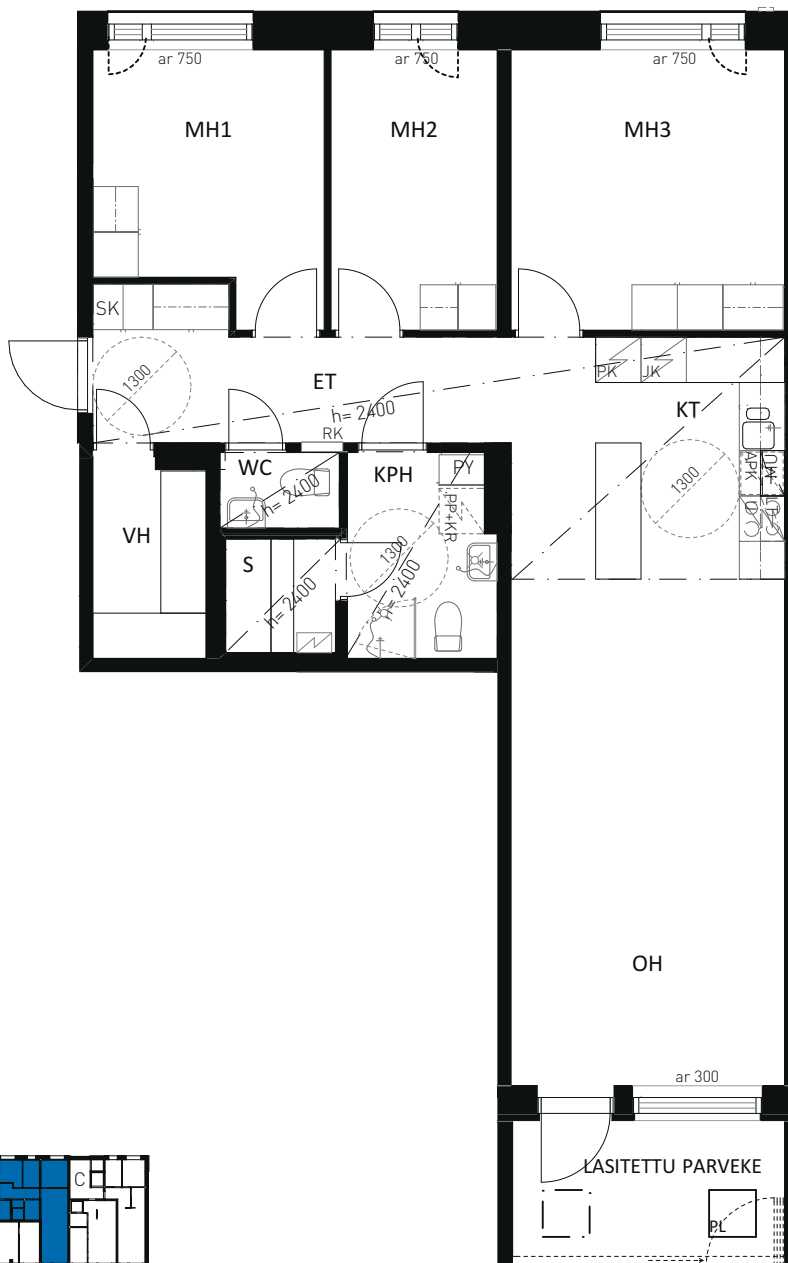 ar 750
ar 750
ar 750
MH1
MH2
MH3
SK
1300
ET
h= 2400
RK
PK
JK
KT
WC
h= 2400
KPH
PY
PP+KR
1300
h= 2400
S
h= 2400
VH
APK
1300
OH
ar 300
LASITETTU PARVEKE
PL
C